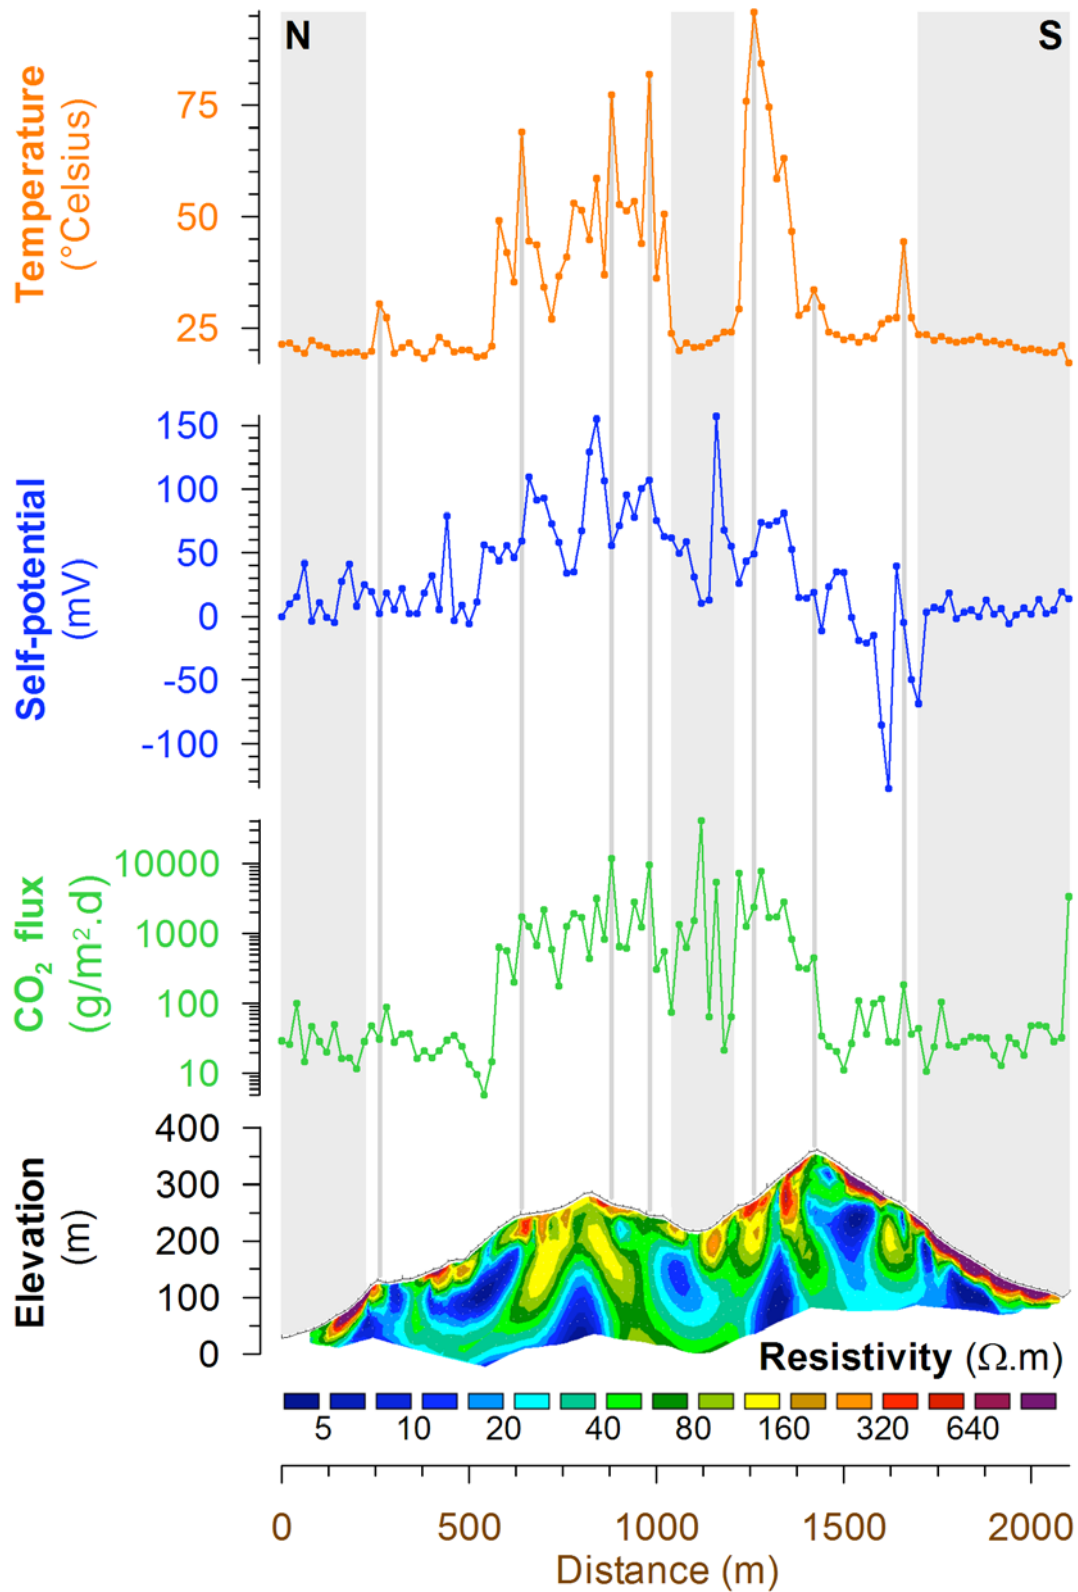 N
S
Temperature
(°Celsius)
75
50
25
Self-potential
(mV)
150
100
50
0
-50
-100
CO₂ flux
(g/m².d)
10000
1000
100
10
Elevation
(m)
400
300
200
100
0
Resistivity (Ω.m)
5 10 20 40 80 160 320 640
0 500 1000 1500 2000
Distance (m)